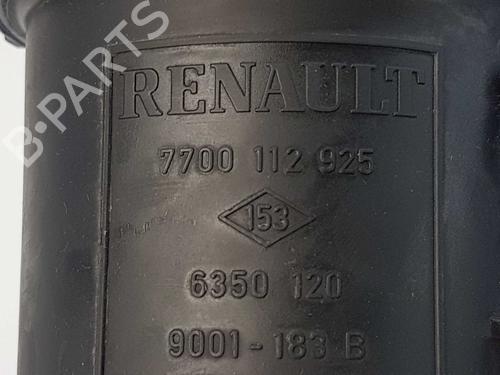 B-PARTS
RENAULT
7700 112 925
153
6350 120
9001-183 B